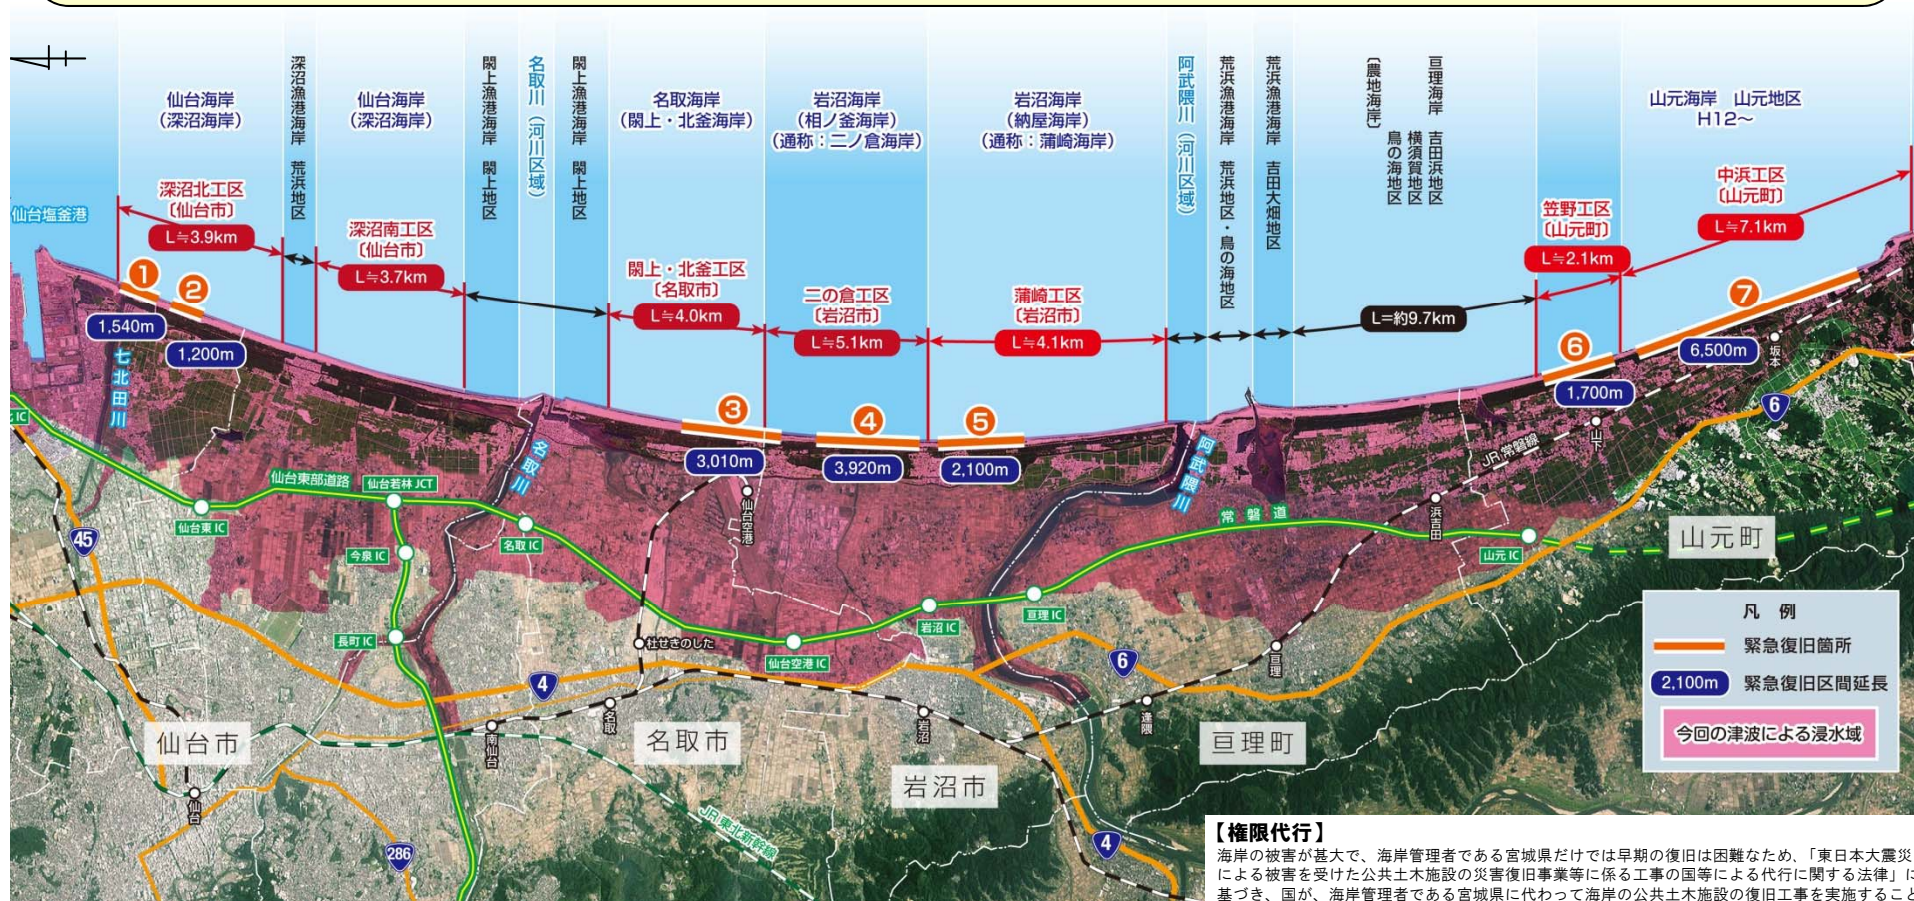 仙台海岸
(深沼海岸)
深沼漁港海岸 荒浜地区
仙台海岸
(深沼海岸)
閖上漁港海岸 閖上地区
名取川(河川区域)
閖上漁港海岸 閖上地区
名取海岸
(閖上・北釜海岸)
岩沼海岸
(相ノ釜海岸)
(通称:二ノ倉海岸)
岩沼海岸
(納屋海岸)
(通称:蒲崎海岸)
阿武隈川(河川区域)
荒浜漁港海岸 荒浜地区・鳥の海地区
荒浜漁港海岸 吉田大畑地区
亘理海岸 吉田浜地区
横須賀地区
鳥の海地区
〔農地海岸〕
山元海岸 山元地区
H12~
仙台塩釜港
深沼北工区
〔仙台市〕
L≒3.9km
深沼南工区
〔仙台市〕
L≒3.7km
閖上・北釜工区
〔名取市〕
L≒4.0km
二の倉工区
〔岩沼市〕
L≒5.1km
蒲崎工区
〔岩沼市〕
L≒4.1km
L=約9.7km
笠野工区
〔山元町〕
L≒2.1km
中浜工区
〔山元町〕
L≒7.1km
1
1,540m
2
1,200m
3
3,010m
4
3,920m
5
2,100m
6
1,700m
7
6,500m
七北田川
名取川
阿武隈川
IC
仙台東部道路
仙台東 IC
仙台若林 JCT
今泉 IC
長町 IC
名取 IC
仙台空港
仙台空港 IC
杜せきのした
岩沼 IC
亘理 IC
常磐道
JR常磐線
浜吉田
山下
坂本
山元 IC
45
4
6
6
286
4
仙台
南仙台
名取
岩沼
逢隈
亘理
JR東北新幹線
仙台市
名取市
岩沼市
亘理町
山元町
凡 例
緊急復旧箇所
2,100m 緊急復旧区間延長
今回の津波による浸水域
【権限代行】
海岸の被害が甚大で、海岸管理者である宮城県だけでは早期の復旧は困難なため、「東日本大震災
による被害を受けた公共土木施設の災害復旧事業等に係る工事の国等による代行に関する法律」に
基づき、国が、海岸管理者である宮城県に代わって海岸の公共土木施設の復旧工事を実施すること